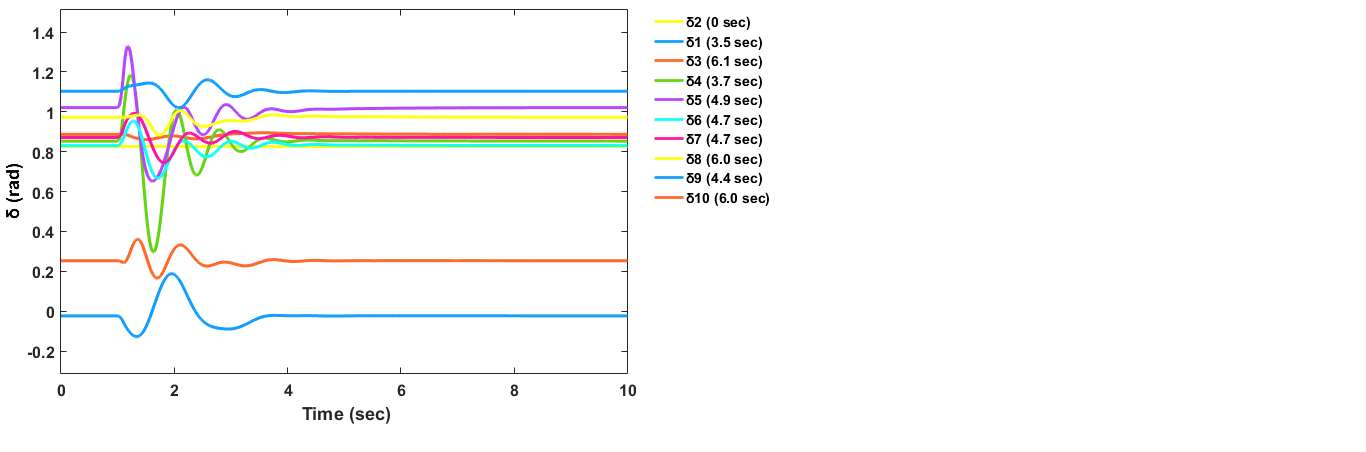 1.4
1.2
1
0.8
0.6
0.4
0.2
0
-0.2
δ (rad)
0 2 4 6 8 10
Time (sec)
δ2 (0 sec)
δ1 (3.5 sec)
δ3 (6.1 sec)
δ4 (3.7 sec)
δ5 (4.9 sec)
δ6 (4.7 sec)
δ7 (4.7 sec)
δ8 (6.0 sec)
δ9 (4.4 sec)
δ10 (6.0 sec)